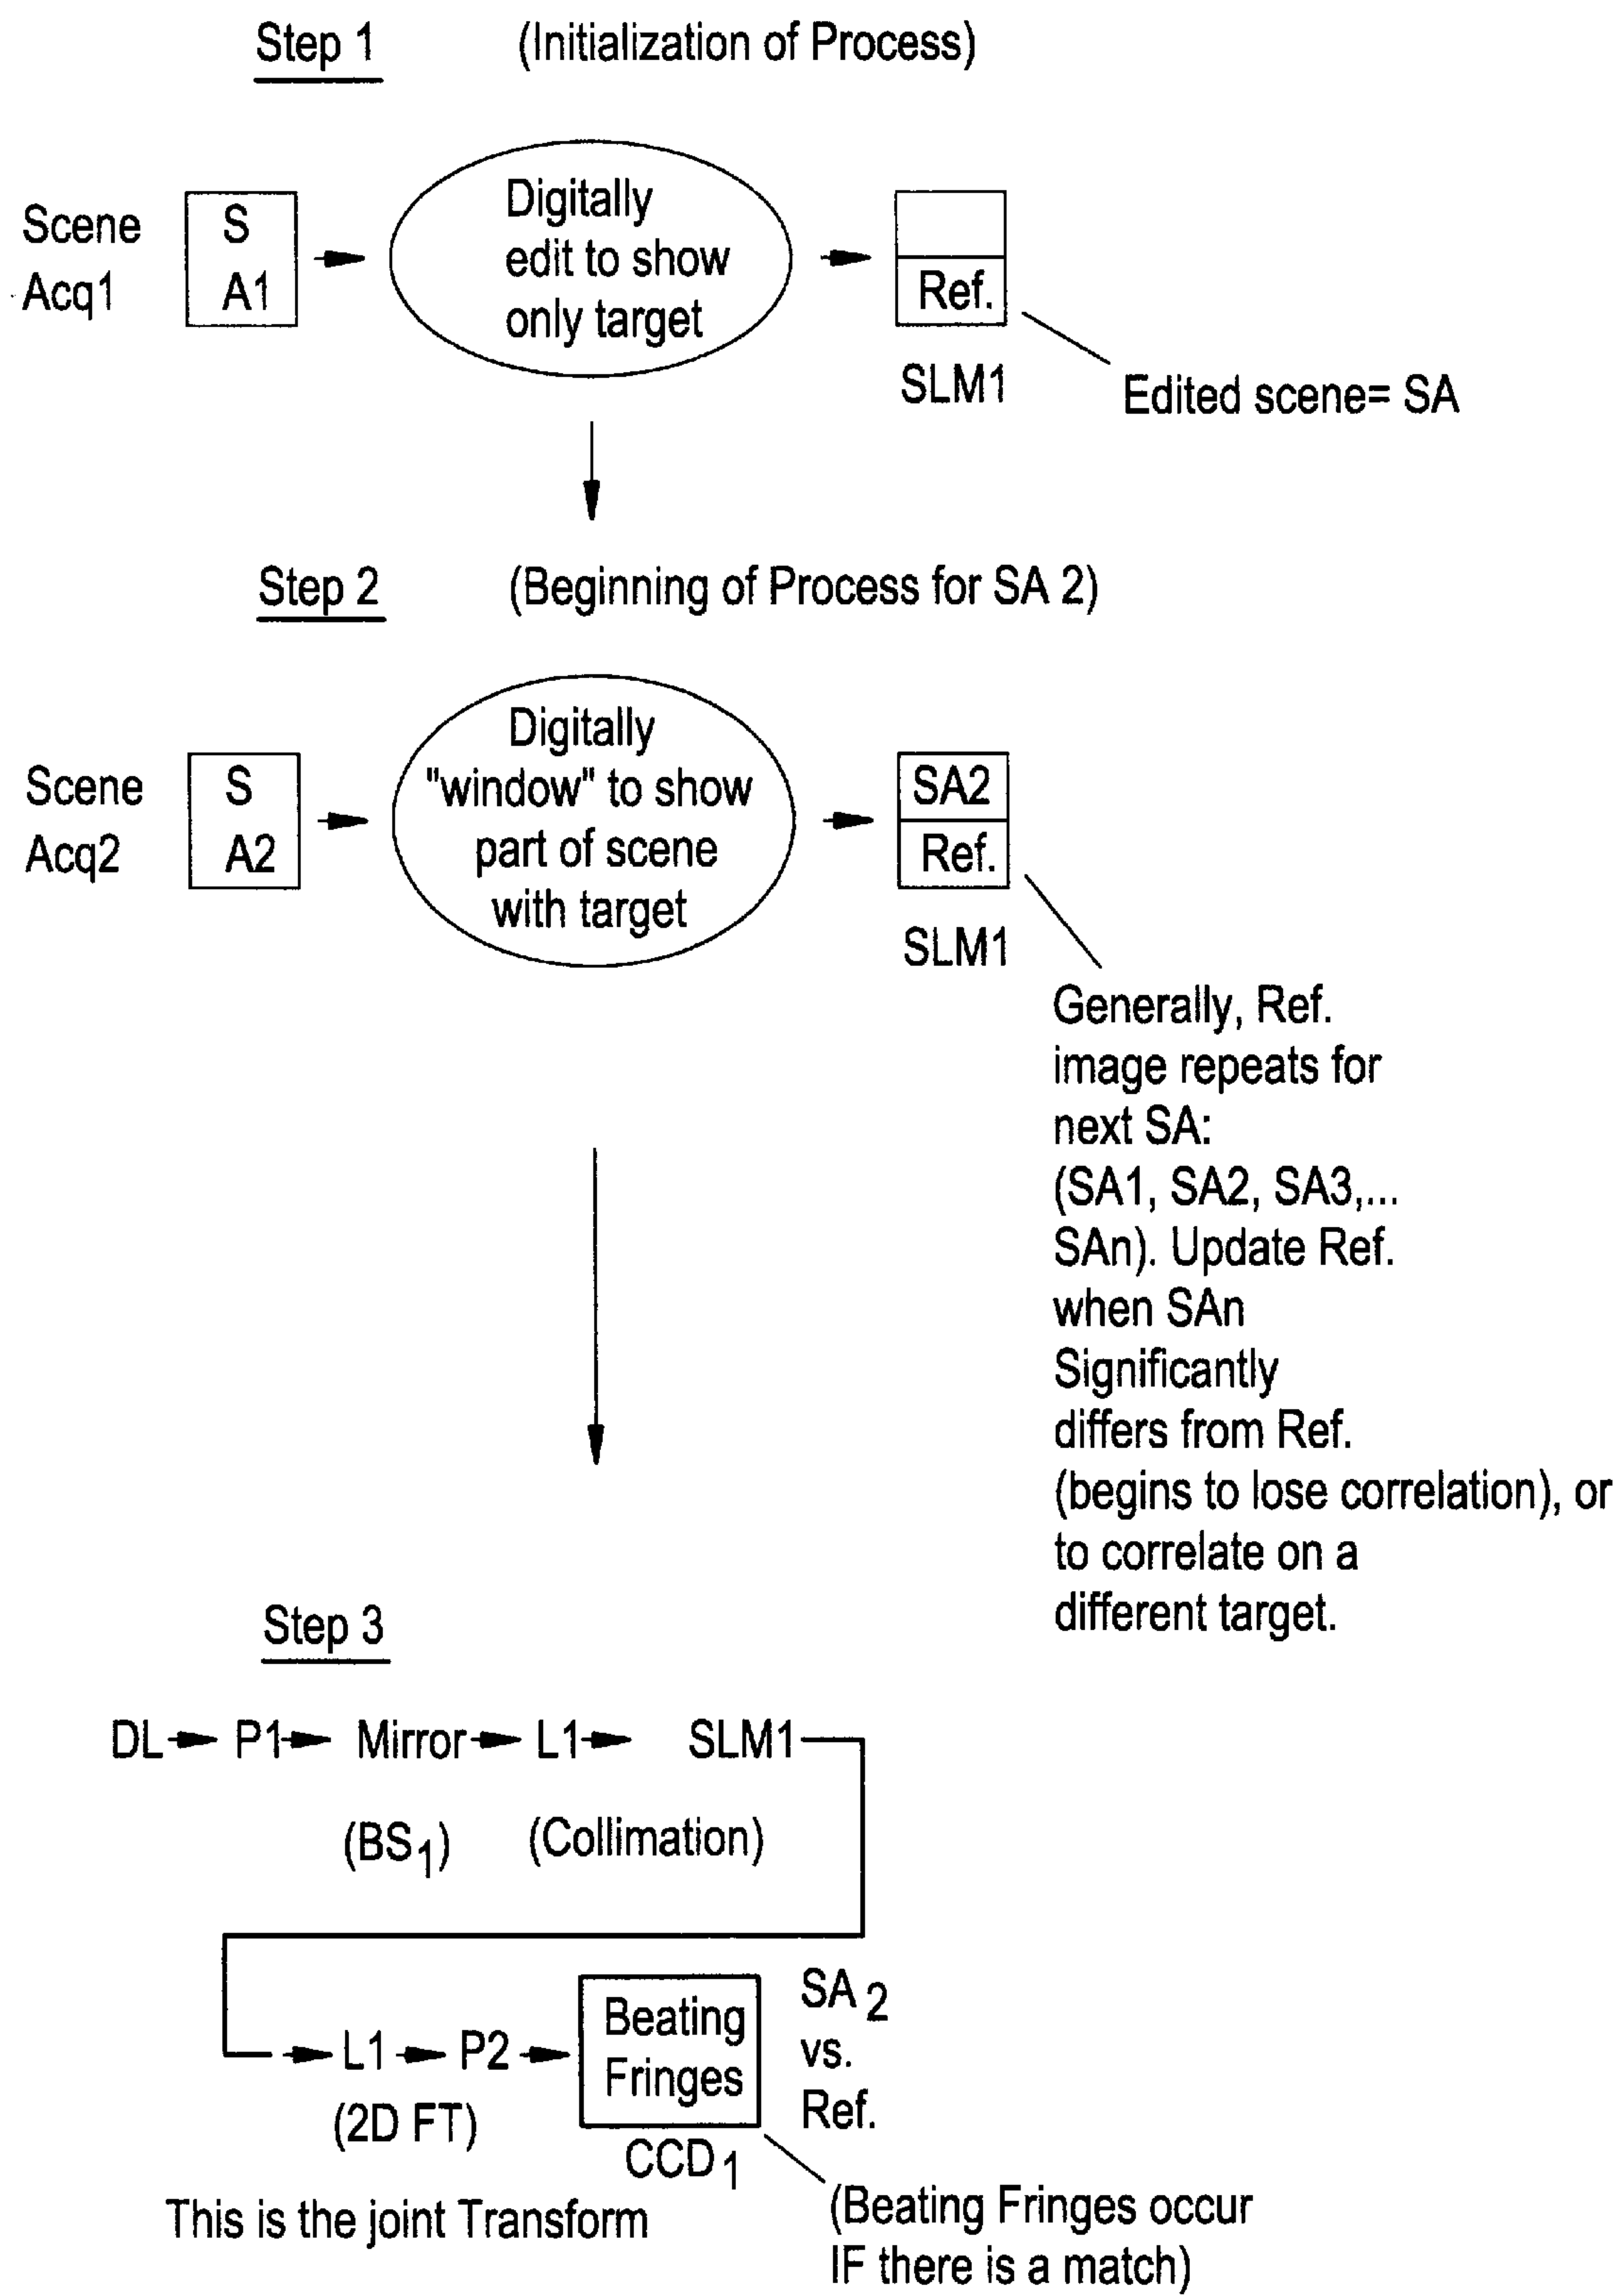 Step 1 (Initialization of Process)
Scene
Acq1
S
A1
Digitally
edit to show
only target
Ref.
SLM1
Edited scene= SA
Step 2 (Beginning of Process for SA 2)
Scene
Acq2
S
A2
Digitally
"window" to show
part of scene
with target
SA2
Ref.
SLM1
Generally, Ref.
image repeats for
next SA:
(SA1, SA2, SA3,...
SAn). Update Ref.
when SAn
Significantly
differs from Ref.
(begins to lose correlation), or
to correlate on a
different target.
Step 3
DL P1 Mirror L1 SLM1
(BS1) (Collimation)
L1 P2
(2D FT)
Beating
Fringes
CCD1
SA2
vs.
Ref.
This is the joint Transform
(Beating Fringes occur
IF there is a match)